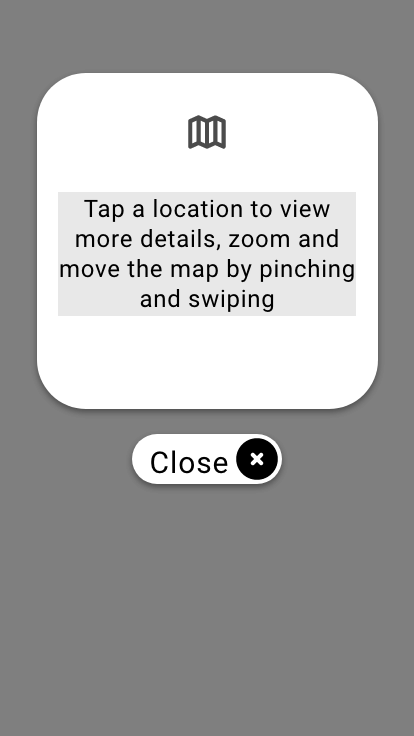 Tap a location to view
more details, zoom and
move the map by pinching
and swiping
Close